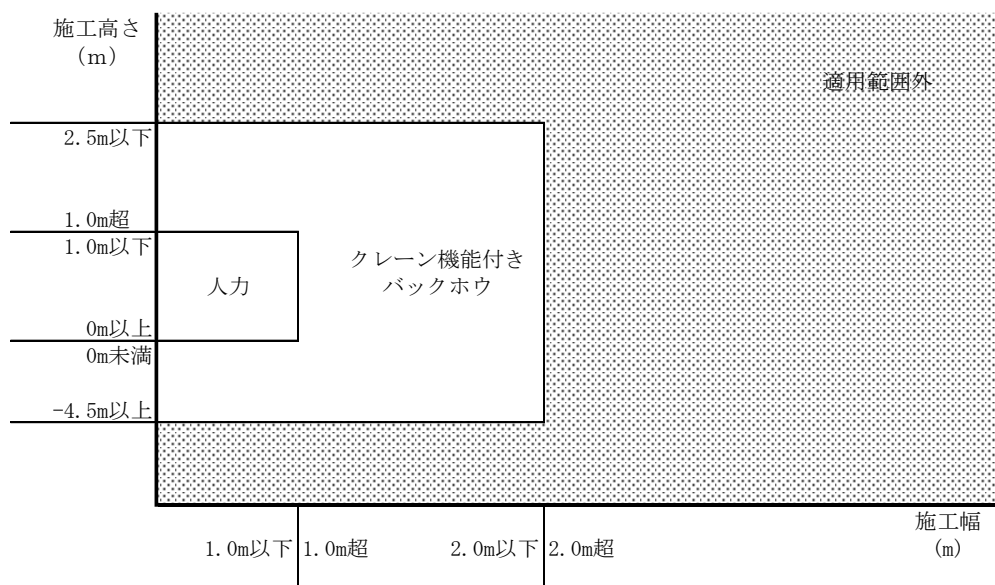 施工高さ
(m)
適用範囲外
2.5m以下
1.0m超
1.0m以下
クレーン機能付き
バックホウ
人力
0m以上
0m未満
-4.5m以上
施工幅
(m)
1.0m以下
1.0m超
2.0m以下
2.0m超